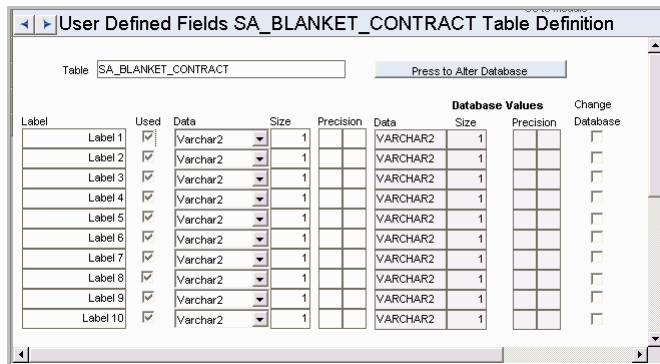 User Defined Fields SA_BLANKET_CONTRACT Table Definition
Table SA_BLANKET_CONTRACT Press to Alter Database
Database Values Change
Label Used Data Size Precision Data Size Precision Database
Label 1 Varchar2 1 VARCHAR2 1
Label 2 Varchar2 1 VARCHAR2 1
Label 3 Varchar2 1 VARCHAR2 1
Label 4 Varchar2 1 VARCHAR2 1
Label 5 Varchar2 1 VARCHAR2 1
Label 6 Varchar2 1 VARCHAR2 1
Label 7 Varchar2 1 VARCHAR2 1
Label 8 Varchar2 1 VARCHAR2 1
Label 9 Varchar2 1 VARCHAR2 1
Label 10 Varchar2 1 VARCHAR2 1